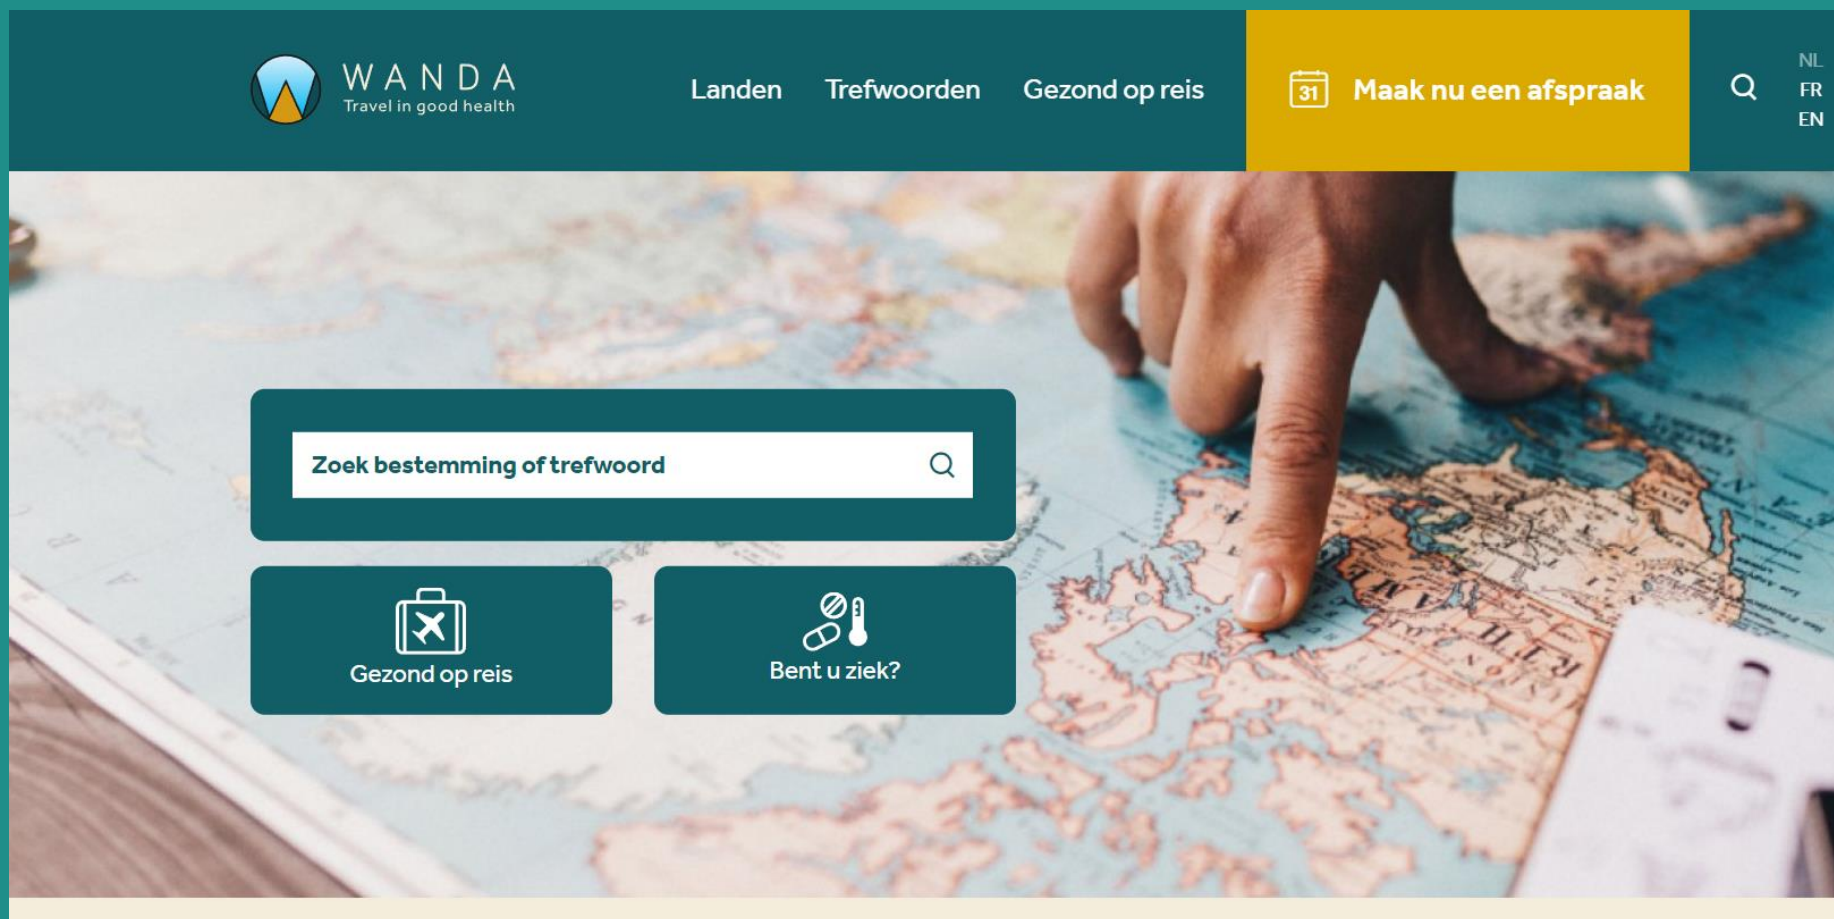 WANDA
Travel in good health
Landen
Trefwoorden
Gezond op reis
31
Maak nu een afspraak
NL
FR
EN
Zoek bestemming of trefwoord
Gezond op reis
Bent u ziek?